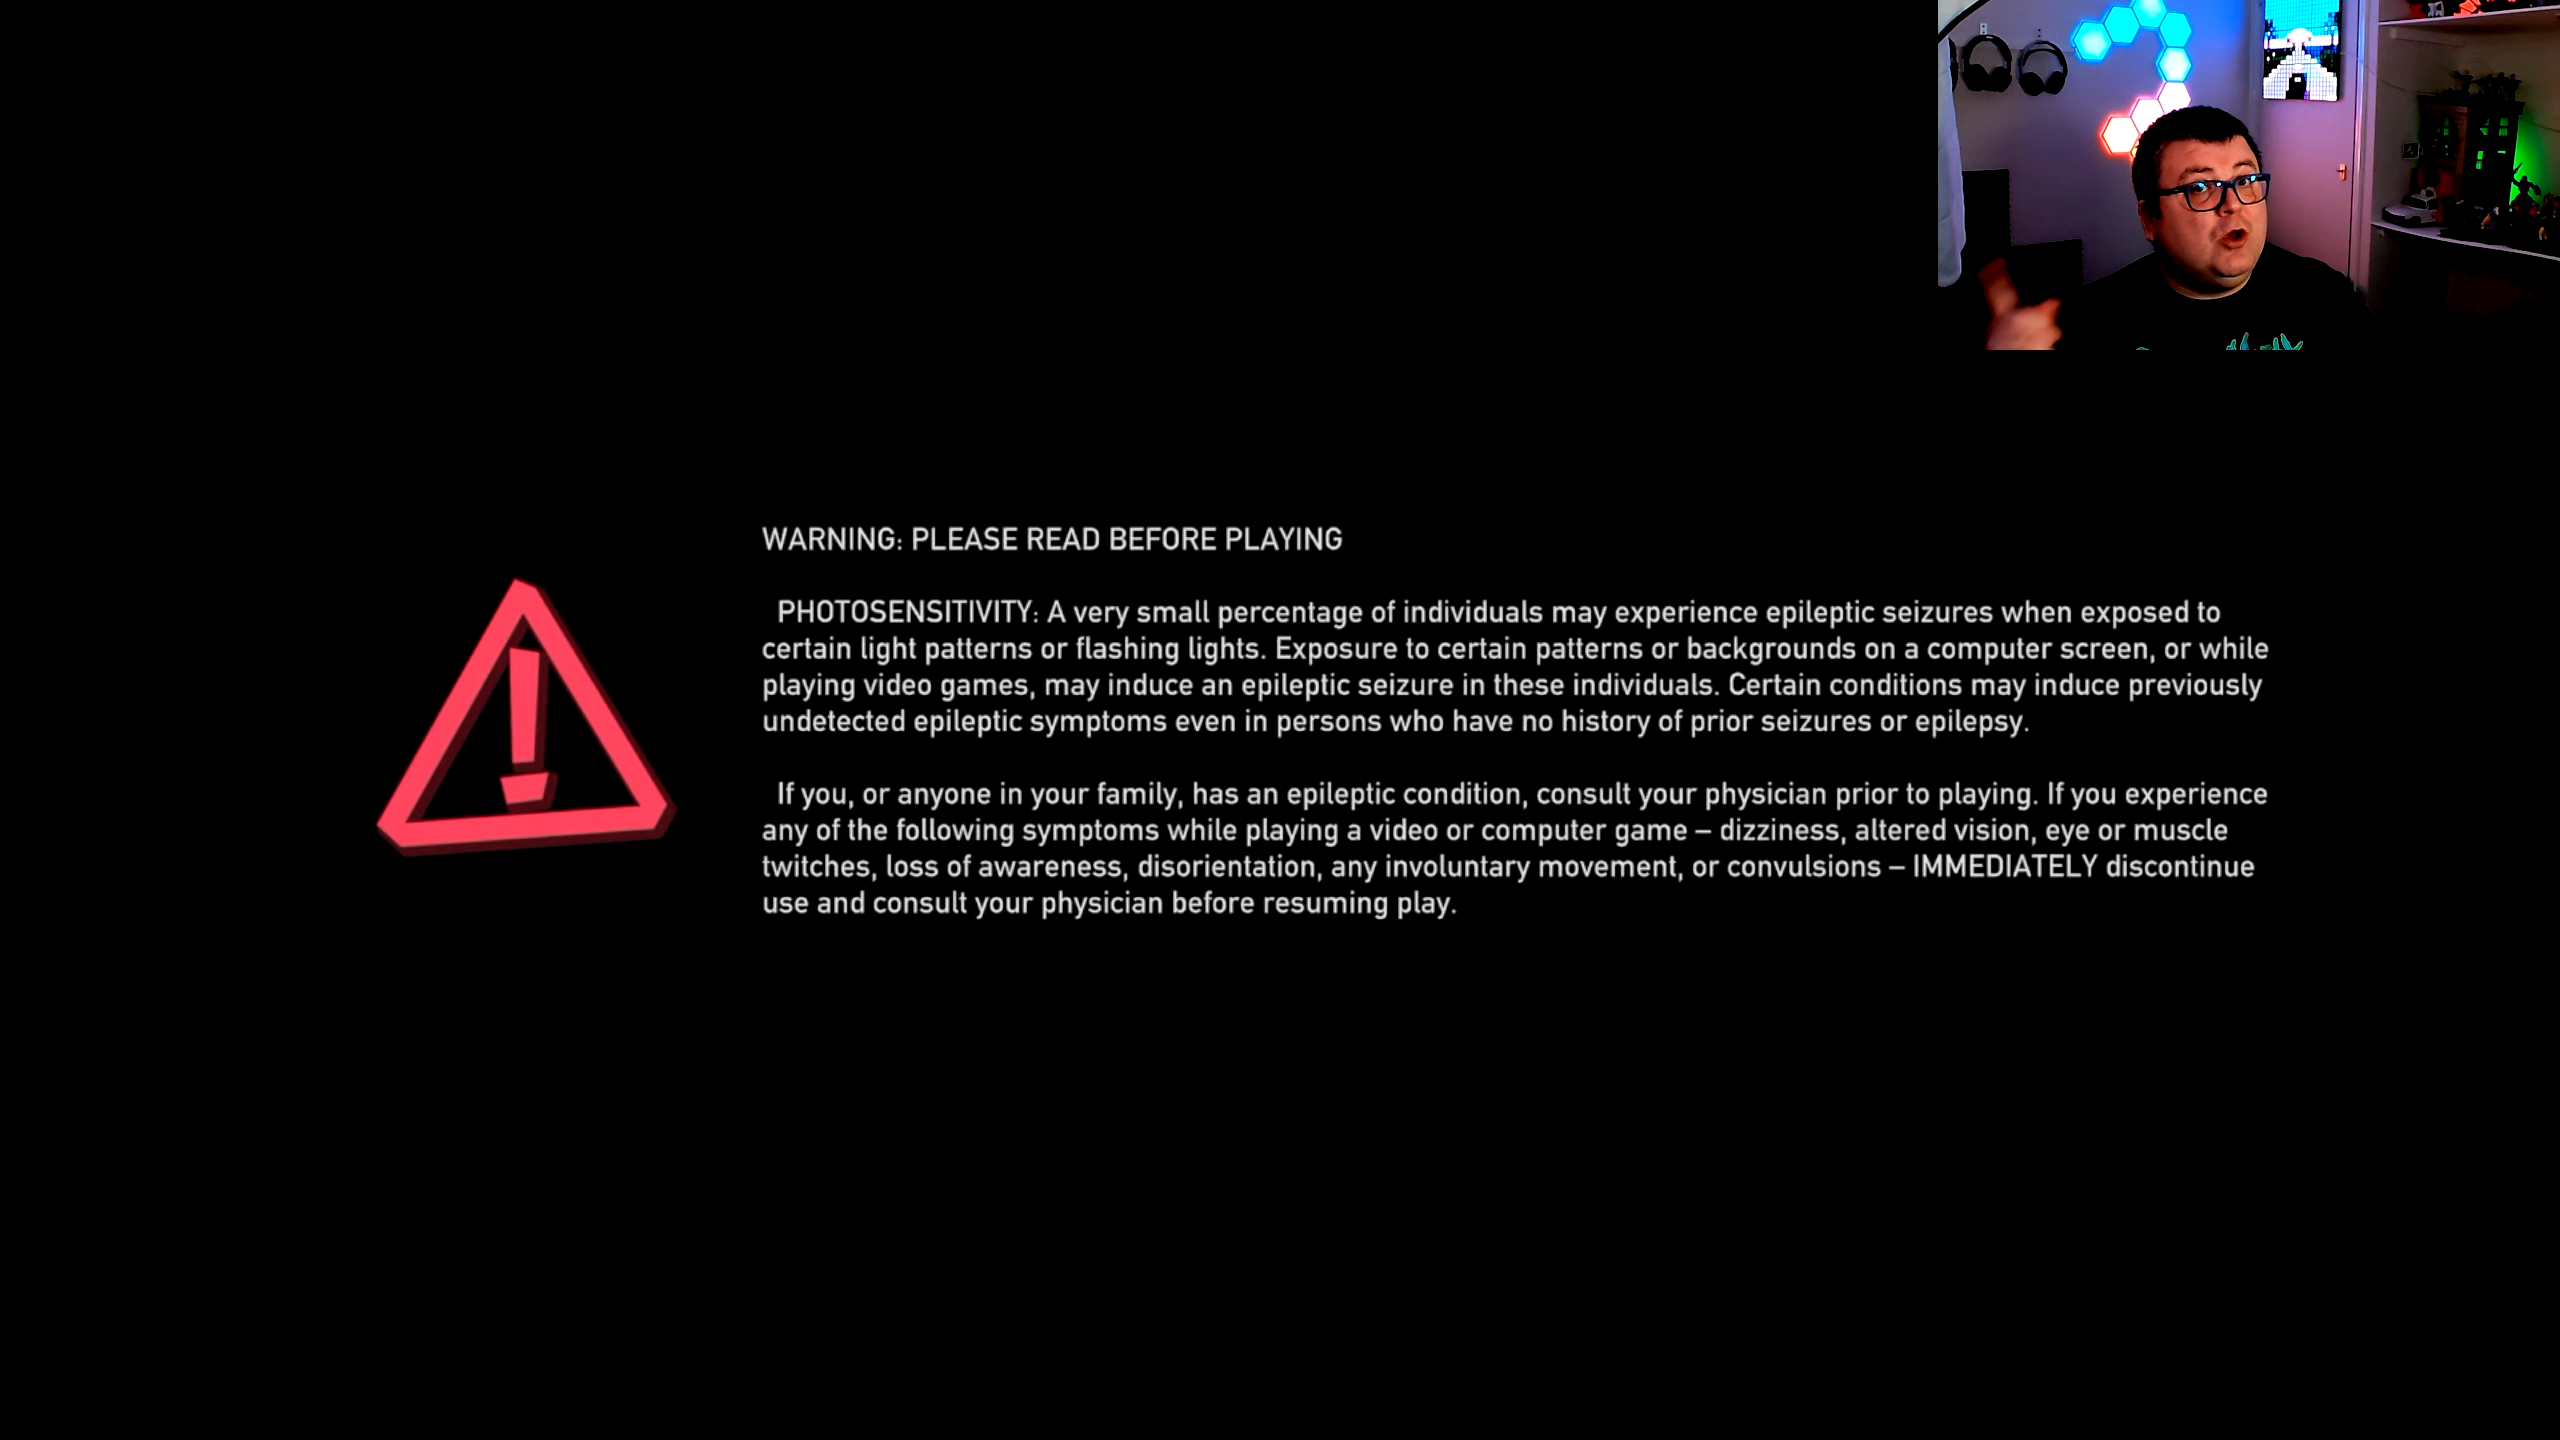 WARNING: PLEASE READ BEFORE PLAYING
PHOTOSENSITIVITY: A very small percentage of individuals may experience epileptic seizures when exposed to
certain light patterns or flashing lights. Exposure to certain patterns or backgrounds on a computer screen, or while
playing video games, may induce an epileptic seizure in these individuals. Certain conditions may induce previously
undetected epileptic symptoms even in persons who have no history of prior seizures or epilepsy.
If you, or anyone in your family, has an epileptic condition, consult your physician prior to playing. If you experience
any of the following symptoms while playing a video or computer game – dizziness, altered vision, eye or muscle
twitches, loss of awareness, disorientation, any involuntary movement, or convulsions – IMMEDIATELY discontinue
use and consult your physician before resuming play.